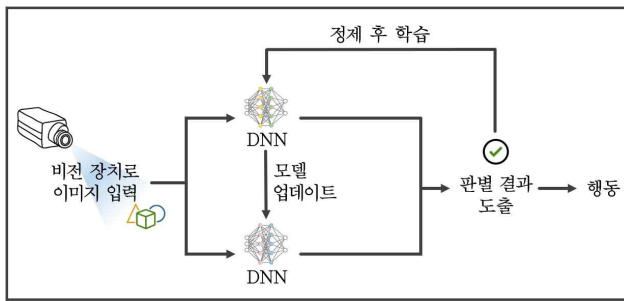 정제 후 학습
DNN
비전 장치로
이미지 입력
모델
업데이트
판별 결과
도출
행동
DNN